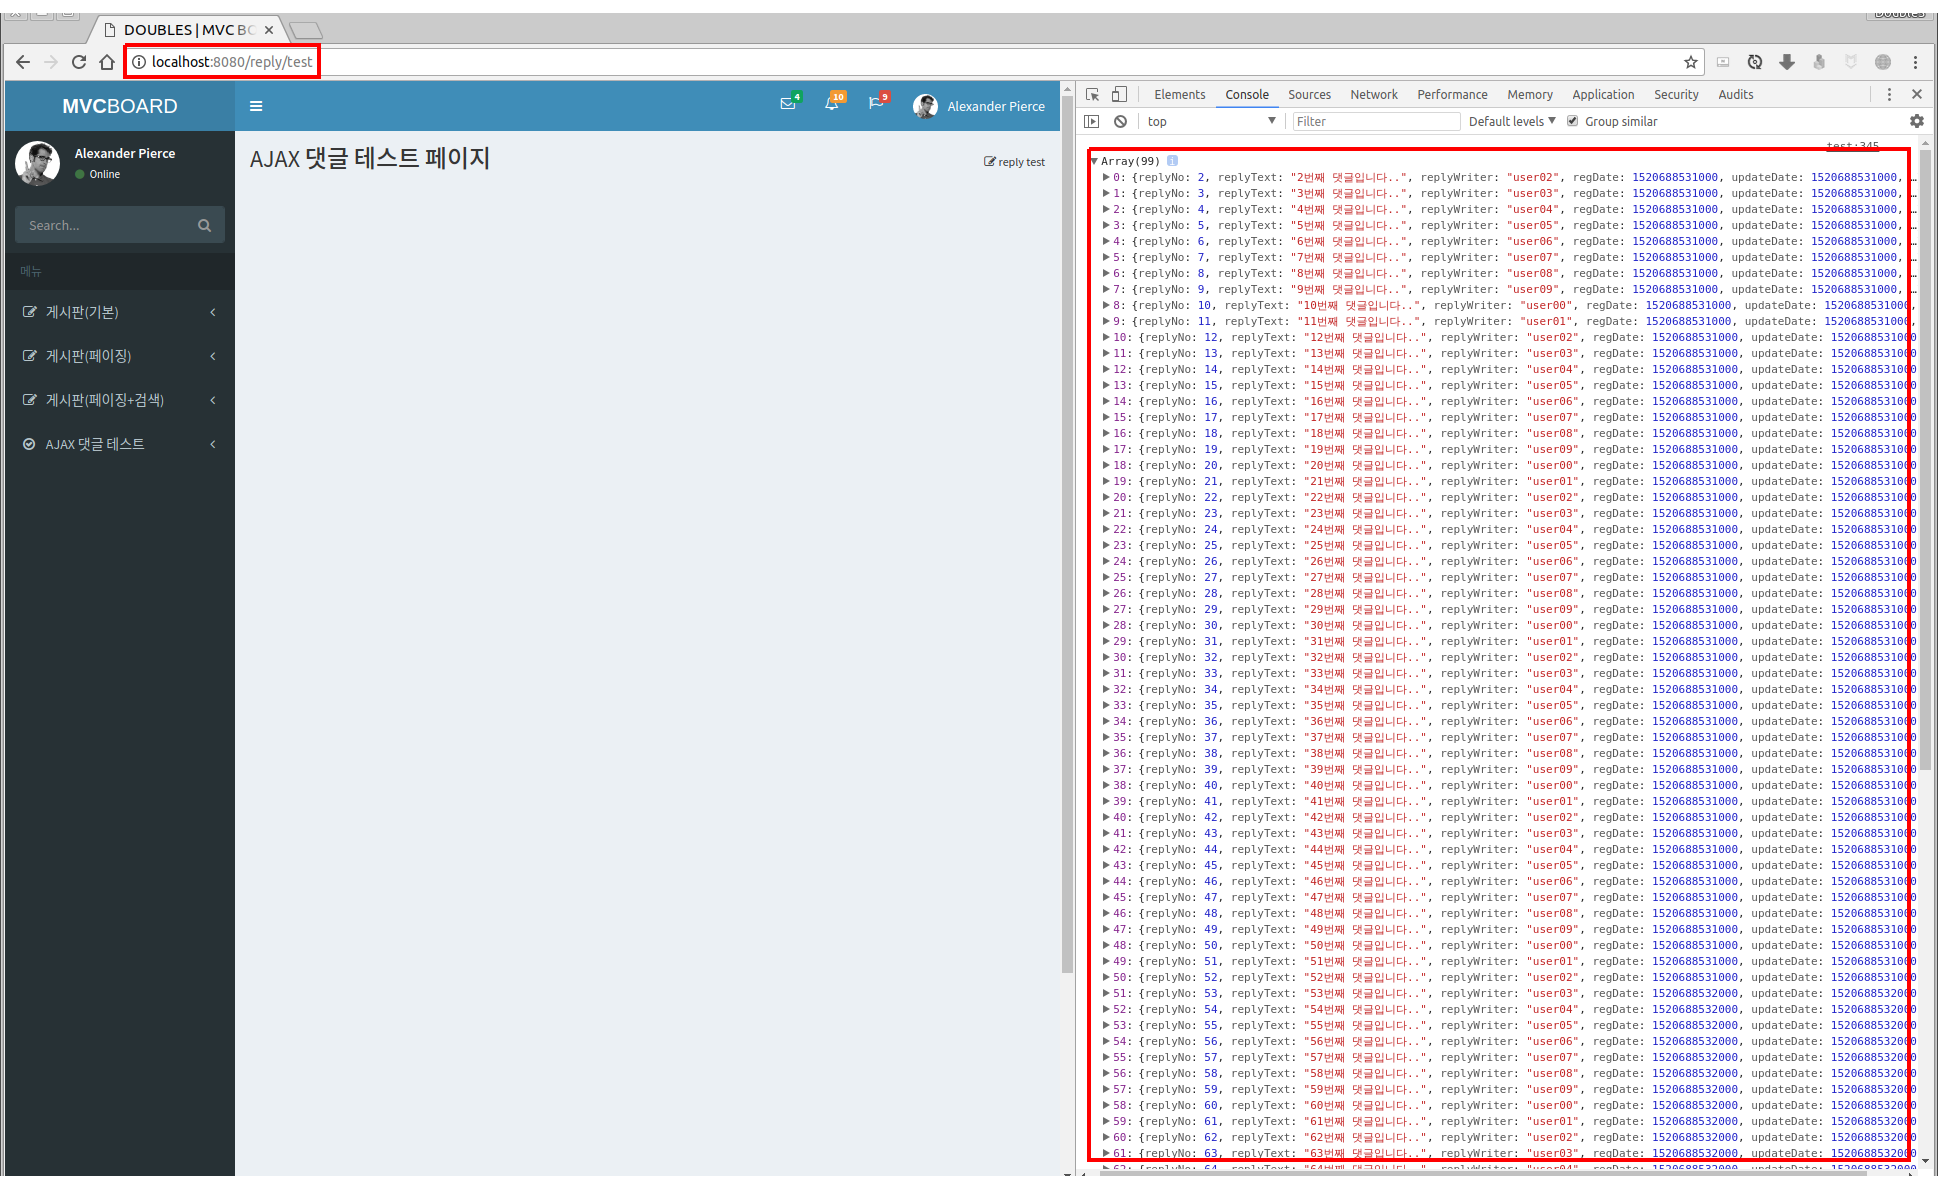 DOUBLES | MVC BO
Doubles
localhost:8080/reply/test
MVCBOARD
4
10
9
Alexander Pierce
Alexander Pierce
Online
Search...
메뉴
게시판(기본)
게시판(페이징)
게시판(페이징+검색)
AJAX 댓글 테스트
AJAX 댓글 테스트 페이지
reply test
Elements Console Sources Network Performance Memory Application Security Audits
top Filter Default levels Group similar
test:345
Array(99)
0: {replyNo: 2, replyText: "2번째 댓글입니다..", replyWriter: "user02", regDate: 1520688531000, updateDate: 1520688531000, …
1: {replyNo: 3, replyText: "3번째 댓글입니다..", replyWriter: "user03", regDate: 1520688531000, updateDate: 1520688531000, …
2: {replyNo: 4, replyText: "4번째 댓글입니다..", replyWriter: "user04", regDate: 1520688531000, updateDate: 1520688531000, …
3: {replyNo: 5, replyText: "5번째 댓글입니다..", replyWriter: "user05", regDate: 1520688531000, updateDate: 1520688531000, …
4: {replyNo: 6, replyText: "6번째 댓글입니다..", replyWriter: "user06", regDate: 1520688531000, updateDate: 1520688531000, …
5: {replyNo: 7, replyText: "7번째 댓글입니다..", replyWriter: "user07", regDate: 1520688531000, updateDate: 1520688531000, …
6: {replyNo: 8, replyText: "8번째 댓글입니다..", replyWriter: "user08", regDate: 1520688531000, updateDate: 1520688531000, …
7: {replyNo: 9, replyText: "9번째 댓글입니다..", replyWriter: "user09", regDate: 1520688531000, updateDate: 1520688531000, …
8: {replyNo: 10, replyText: "10번째 댓글입니다..", replyWriter: "user00", regDate: 1520688531000, updateDate: 1520688531000,
9: {replyNo: 11, replyText: "11번째 댓글입니다..", replyWriter: "user01", regDate: 1520688531000, updateDate: 1520688531000,
10: {replyNo: 12, replyText: "12번째 댓글입니다..", replyWriter: "user02", regDate: 1520688531000, updateDate: 1520688531000
11: {replyNo: 13, replyText: "13번째 댓글입니다..", replyWriter: "user03", regDate: 1520688531000, updateDate: 1520688531000
12: {replyNo: 14, replyText: "14번째 댓글입니다..", replyWriter: "user04", regDate: 1520688531000, updateDate: 1520688531000
13: {replyNo: 15, replyText: "15번째 댓글입니다..", replyWriter: "user05", regDate: 1520688531000, updateDate: 1520688531000
14: {replyNo: 16, replyText: "16번째 댓글입니다..", replyWriter: "user06", regDate: 1520688531000, updateDate: 1520688531000
15: {replyNo: 17, replyText: "17번째 댓글입니다..", replyWriter: "user07", regDate: 1520688531000, updateDate: 1520688531000
16: {replyNo: 18, replyText: "18번째 댓글입니다..", replyWriter: "user08", regDate: 1520688531000, updateDate: 1520688531000
17: {replyNo: 19, replyText: "19번째 댓글입니다..", replyWriter: "user09", regDate: 1520688531000, updateDate: 1520688531000
18: {replyNo: 20, replyText: "20번째 댓글입니다..", replyWriter: "user00", regDate: 1520688531000, updateDate: 1520688531000
19: {replyNo: 21, replyText: "21번째 댓글입니다..", replyWriter: "user01", regDate: 1520688531000, updateDate: 1520688531000
20: {replyNo: 22, replyText: "22번째 댓글입니다..", replyWriter: "user02", regDate: 1520688531000, updateDate: 1520688531000
21: {replyNo: 23, replyText: "23번째 댓글입니다..", replyWriter: "user03", regDate: 1520688531000, updateDate: 1520688531000
22: {replyNo: 24, replyText: "24번째 댓글입니다..", replyWriter: "user04", regDate: 1520688531000, updateDate: 1520688531000
23: {replyNo: 25, replyText: "25번째 댓글입니다..", replyWriter: "user05", regDate: 1520688531000, updateDate: 1520688531000
24: {replyNo: 26, replyText: "26번째 댓글입니다..", replyWriter: "user06", regDate: 1520688531000, updateDate: 1520688531000
25: {replyNo: 27, replyText: "27번째 댓글입니다..", replyWriter: "user07", regDate: 1520688531000, updateDate: 1520688531000
26: {replyNo: 28, replyText: "28번째 댓글입니다..", replyWriter: "user08", regDate: 1520688531000, updateDate: 1520688531000
27: {replyNo: 29, replyText: "29번째 댓글입니다..", replyWriter: "user09", regDate: 1520688531000, updateDate: 1520688531000
28: {replyNo: 30, replyText: "30번째 댓글입니다..", replyWriter: "user00", regDate: 1520688531000, updateDate: 1520688531000
29: {replyNo: 31, replyText: "31번째 댓글입니다..", replyWriter: "user01", regDate: 1520688531000, updateDate: 1520688531000
30: {replyNo: 32, replyText: "32번째 댓글입니다..", replyWriter: "user02", regDate: 1520688531000, updateDate: 1520688531000
31: {replyNo: 33, replyText: "33번째 댓글입니다..", replyWriter: "user03", regDate: 1520688531000, updateDate: 1520688531000
32: {replyNo: 34, replyText: "34번째 댓글입니다..", replyWriter: "user04", regDate: 1520688531000, updateDate: 1520688531000
33: {replyNo: 35, replyText: "35번째 댓글입니다..", replyWriter: "user05", regDate: 1520688531000, updateDate: 1520688531000
34: {replyNo: 36, replyText: "36번째 댓글입니다..", replyWriter: "user06", regDate: 1520688531000, updateDate: 1520688531000
35: {replyNo: 37, replyText: "37번째 댓글입니다..", replyWriter: "user07", regDate: 1520688531000, updateDate: 1520688531000
36: {replyNo: 38, replyText: "38번째 댓글입니다..", replyWriter: "user08", regDate: 1520688531000, updateDate: 1520688531000
37: {replyNo: 39, replyText: "39번째 댓글입니다..", replyWriter: "user09", regDate: 1520688531000, updateDate: 1520688531000
38: {replyNo: 40, replyText: "40번째 댓글입니다..", replyWriter: "user00", regDate: 1520688531000, updateDate: 1520688531000
39: {replyNo: 41, replyText: "41번째 댓글입니다..", replyWriter: "user01", regDate: 1520688531000, updateDate: 1520688531000
40: {replyNo: 42, replyText: "42번째 댓글입니다..", replyWriter: "user02", regDate: 1520688531000, updateDate: 1520688531000
41: {replyNo: 43, replyText: "43번째 댓글입니다..", replyWriter: "user03", regDate: 1520688531000, updateDate: 1520688531000
42: {replyNo: 44, replyText: "44번째 댓글입니다..", replyWriter: "user04", regDate: 1520688531000, updateDate: 1520688531000
43: {replyNo: 45, replyText: "45번째 댓글입니다..", replyWriter: "user05", regDate: 1520688531000, updateDate: 1520688531000
44: {replyNo: 46, replyText: "46번째 댓글입니다..", replyWriter: "user06", regDate: 1520688531000, updateDate: 1520688531000
45: {replyNo: 47, replyText: "47번째 댓글입니다..", replyWriter: "user07", regDate: 1520688531000, updateDate: 1520688531000
46: {replyNo: 48, replyText: "48번째 댓글입니다..", replyWriter: "user08", regDate: 1520688531000, updateDate: 1520688531000
47: {replyNo: 49, replyText: "49번째 댓글입니다..", replyWriter: "user09", regDate: 1520688531000, updateDate: 1520688531000
48: {replyNo: 50, replyText: "50번째 댓글입니다..", replyWriter: "user00", regDate: 1520688531000, updateDate: 1520688531000
49: {replyNo: 51, replyText: "51번째 댓글입니다..", replyWriter: "user01", regDate: 1520688531000, updateDate: 1520688531000
50: {replyNo: 52, replyText: "52번째 댓글입니다..", replyWriter: "user02", regDate: 1520688531000, updateDate: 1520688531000
51: {replyNo: 53, replyText: "53번째 댓글입니다..", replyWriter: "user03", regDate: 1520688532000, updateDate: 1520688532000
52: {replyNo: 54, replyText: "54번째 댓글입니다..", replyWriter: "user04", regDate: 1520688532000, updateDate: 1520688532000
53: {replyNo: 55, replyText: "55번째 댓글입니다..", replyWriter: "user05", regDate: 1520688532000, updateDate: 1520688532000
54: {replyNo: 56, replyText: "56번째 댓글입니다..", replyWriter: "user06", regDate: 1520688532000, updateDate: 1520688532000
55: {replyNo: 57, replyText: "57번째 댓글입니다..", replyWriter: "user07", regDate: 1520688532000, updateDate: 1520688532000
56: {replyNo: 58, replyText: "58번째 댓글입니다..", replyWriter: "user08", regDate: 1520688532000, updateDate: 1520688532000
57: {replyNo: 59, replyText: "59번째 댓글입니다..", replyWriter: "user09", regDate: 1520688532000, updateDate: 1520688532000
58: {replyNo: 60, replyText: "60번째 댓글입니다..", replyWriter: "user00", regDate: 1520688532000, updateDate: 1520688532000
59: {replyNo: 61, replyText: "61번째 댓글입니다..", replyWriter: "user01", regDate: 1520688532000, updateDate: 1520688532000
60: {replyNo: 62, replyText: "62번째 댓글입니다..", replyWriter: "user02", regDate: 1520688532000, updateDate: 1520688532000
61: {replyNo: 63, replyText: "63번째 댓글입니다..", replyWriter: "user03", regDate: 1520688532000, updateDate: 1520688532000